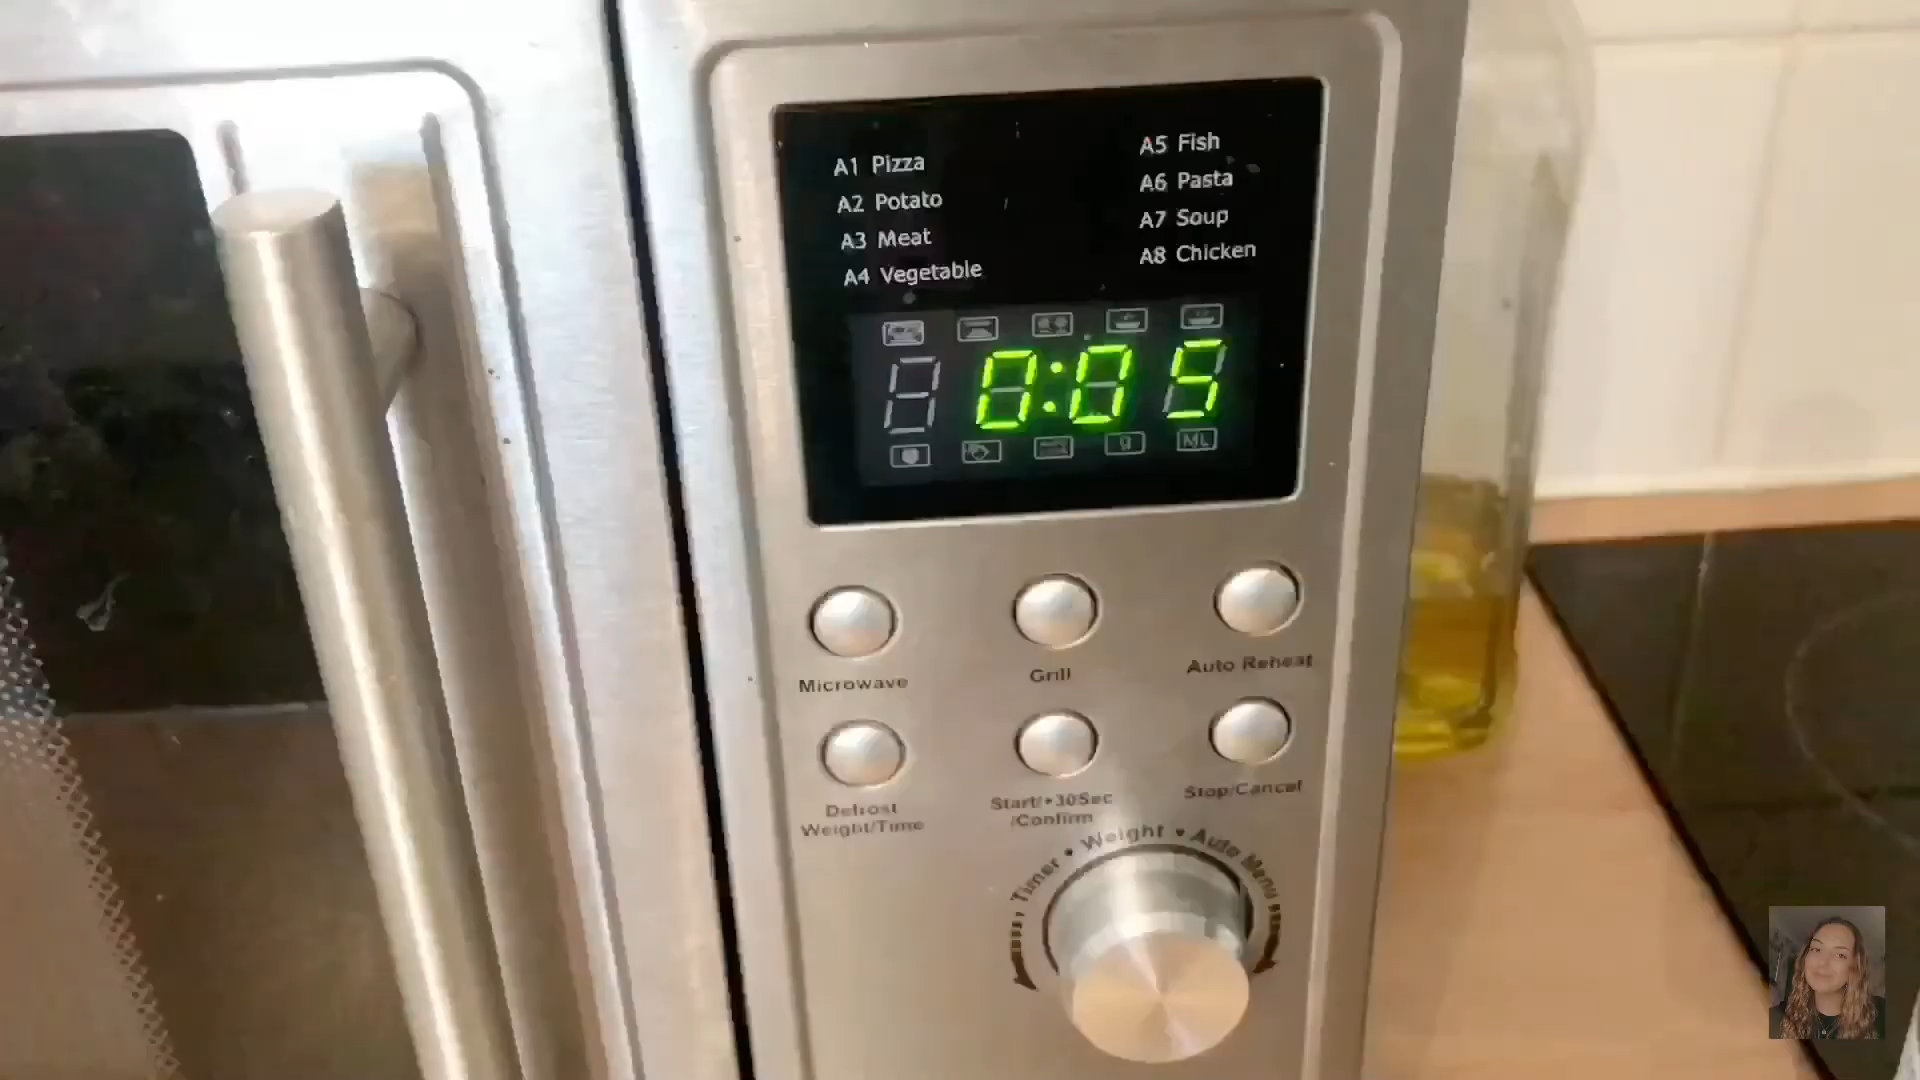 A1 Pizza
A2 Potato
A3 Meat
A4 Vegetable
A5 Fish
A6 Pasta
A7 Soup
A8 Chicken
0:05
g
ML
Microwave
Grill
Auto Reheat
Defrost
Weight/Time
Start/+30Sec
/Confirm
Stop/Cancel
Timer • Weight • Auto Menu